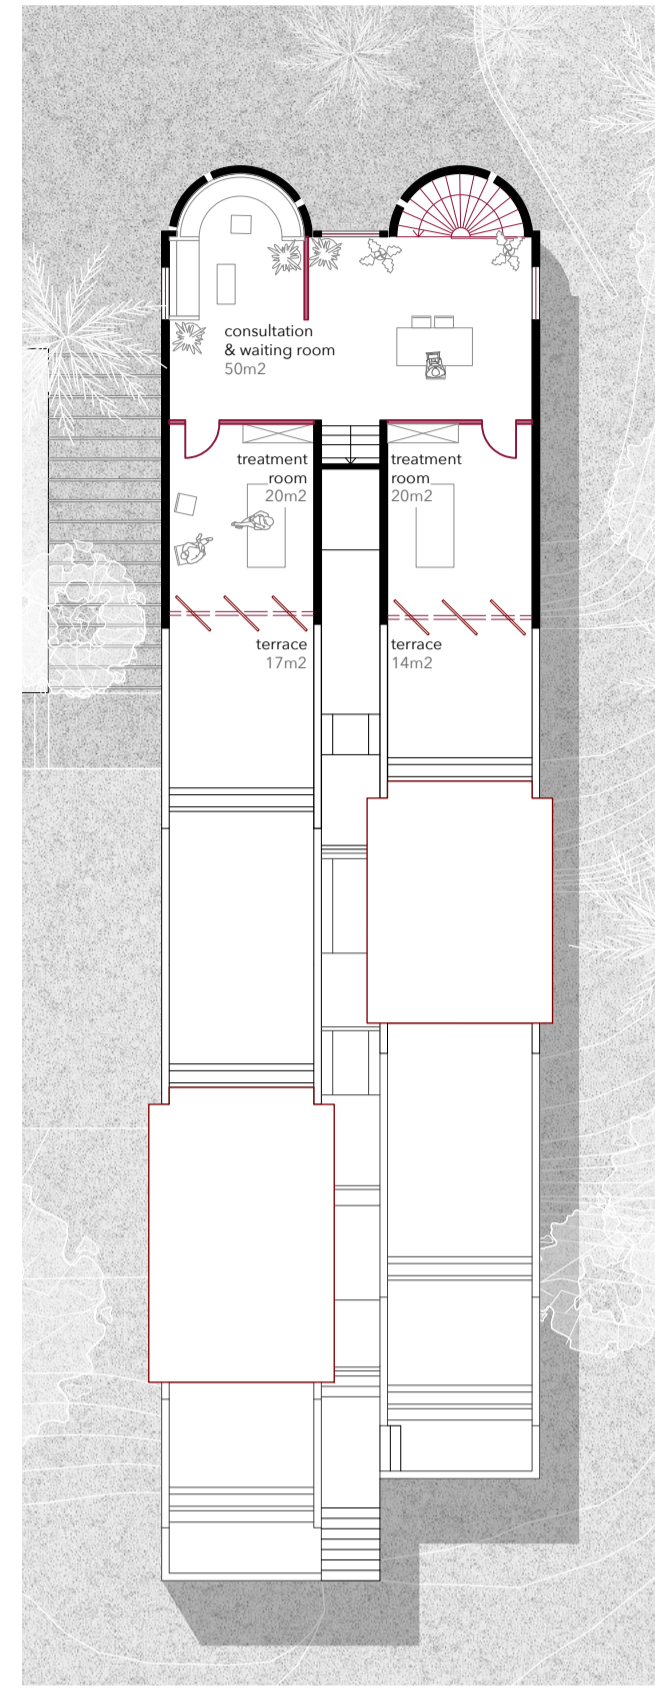 consultation
& waiting room
50m2
treatment
room
20m2
treatment
room
20m2
terrace
17m2
terrace
14m2